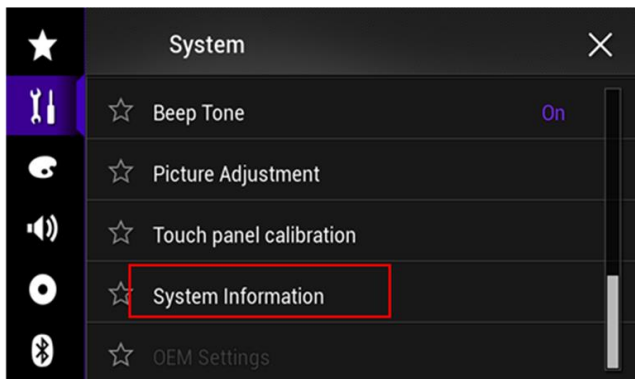 System
Beep Tone On
Picture Adjustment
Touch panel calibration
System Information
OEM Settings